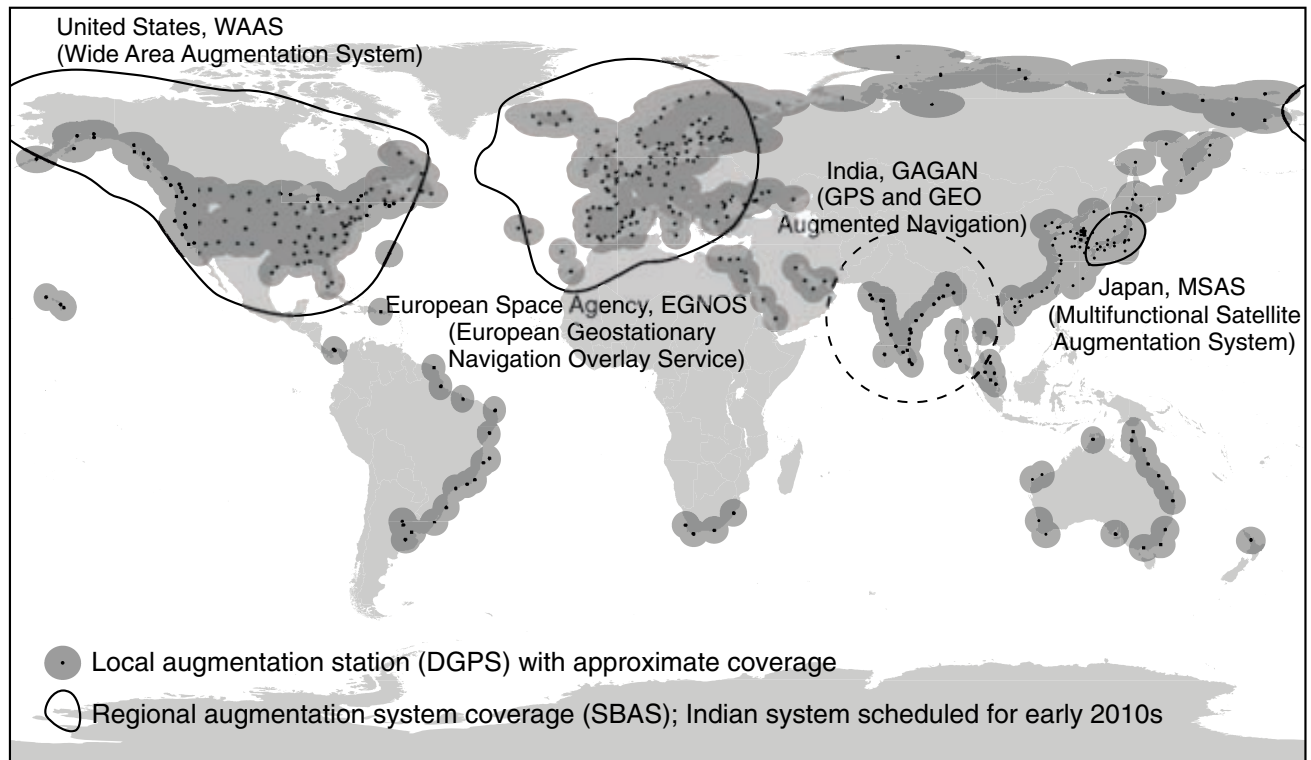 United States, WAAS
(Wide Area Augmentation System)
India, GAGAN
(GPS and GEO
Augmented Navigation)
European Space Agency, EGNOS
(European Geostationary
Navigation Overlay Service)
Japan, MSAS
(Multifunctional Satellite
Augmentation System)
Local augmentation station (DGPS) with approximate coverage
Regional augmentation system coverage (SBAS); Indian system scheduled for early 2010s